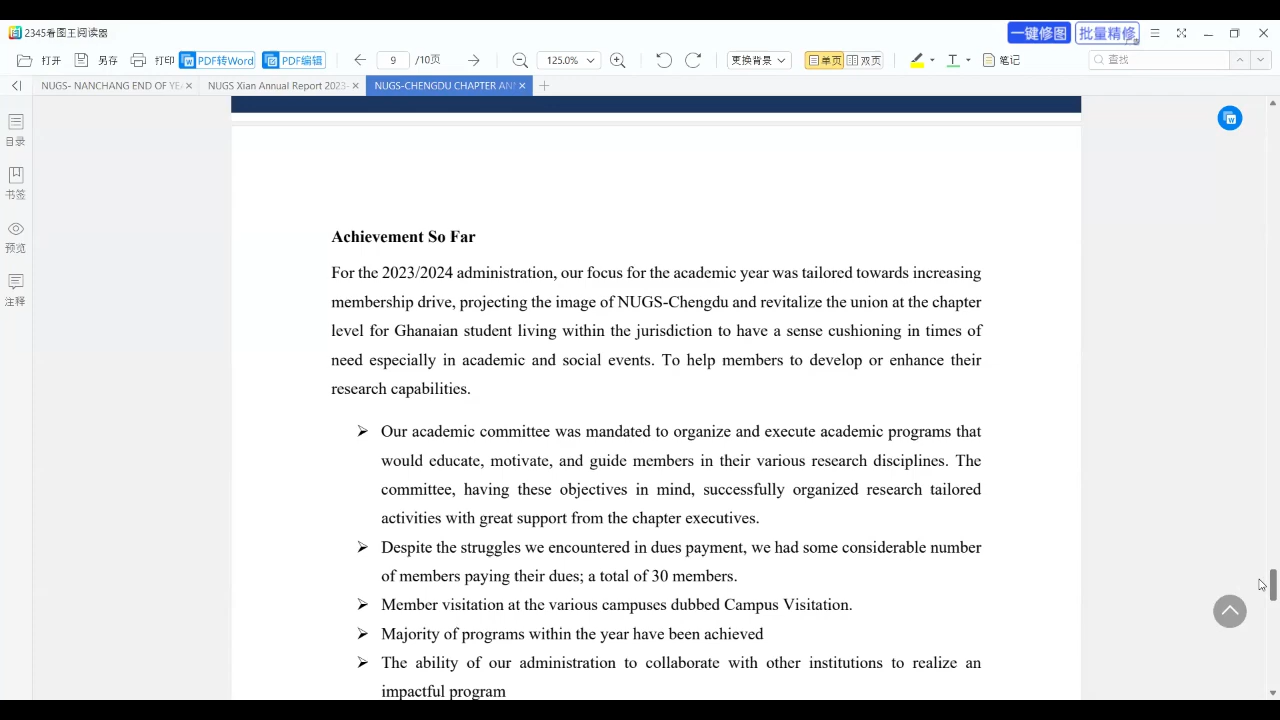 2345看图王阅读器
一键修图
批量精修
打开
另存
打印
PDF转Word
PDF编辑
/10页
125.0%
更换背景
单页
双页
笔记
查找
NUGS- NANCHANG END OF YE
NUGS Xian Annual Report 2023-
NUGS-CHENGDU CHAPTER AN
目录
书签
预览
注释
Achievement So Far
For the 2023/2024 administration, our focus for the academic year was tailored towards increasing
membership drive, projecting the image of NUGS-Chengdu and revitalize the union at the chapter
level for Ghanaian student living within the jurisdiction to have a sense cushioning in times of
need especially in academic and social events. To help members to develop or enhance their
research capabilities.
➢ Our academic committee was mandated to organize and execute academic programs that
would educate, motivate, and guide members in their various research disciplines. The
committee, having these objectives in mind, successfully organized research tailored
activities with great support from the chapter executives.
➢ Despite the struggles we encountered in dues payment, we had some considerable number
of members paying their dues; a total of 30 members.
➢ Member visitation at the various campuses dubbed Campus Visitation.
➢ Majority of programs within the year have been achieved
➢ The ability of our administration to collaborate with other institutions to realize an
impactful program